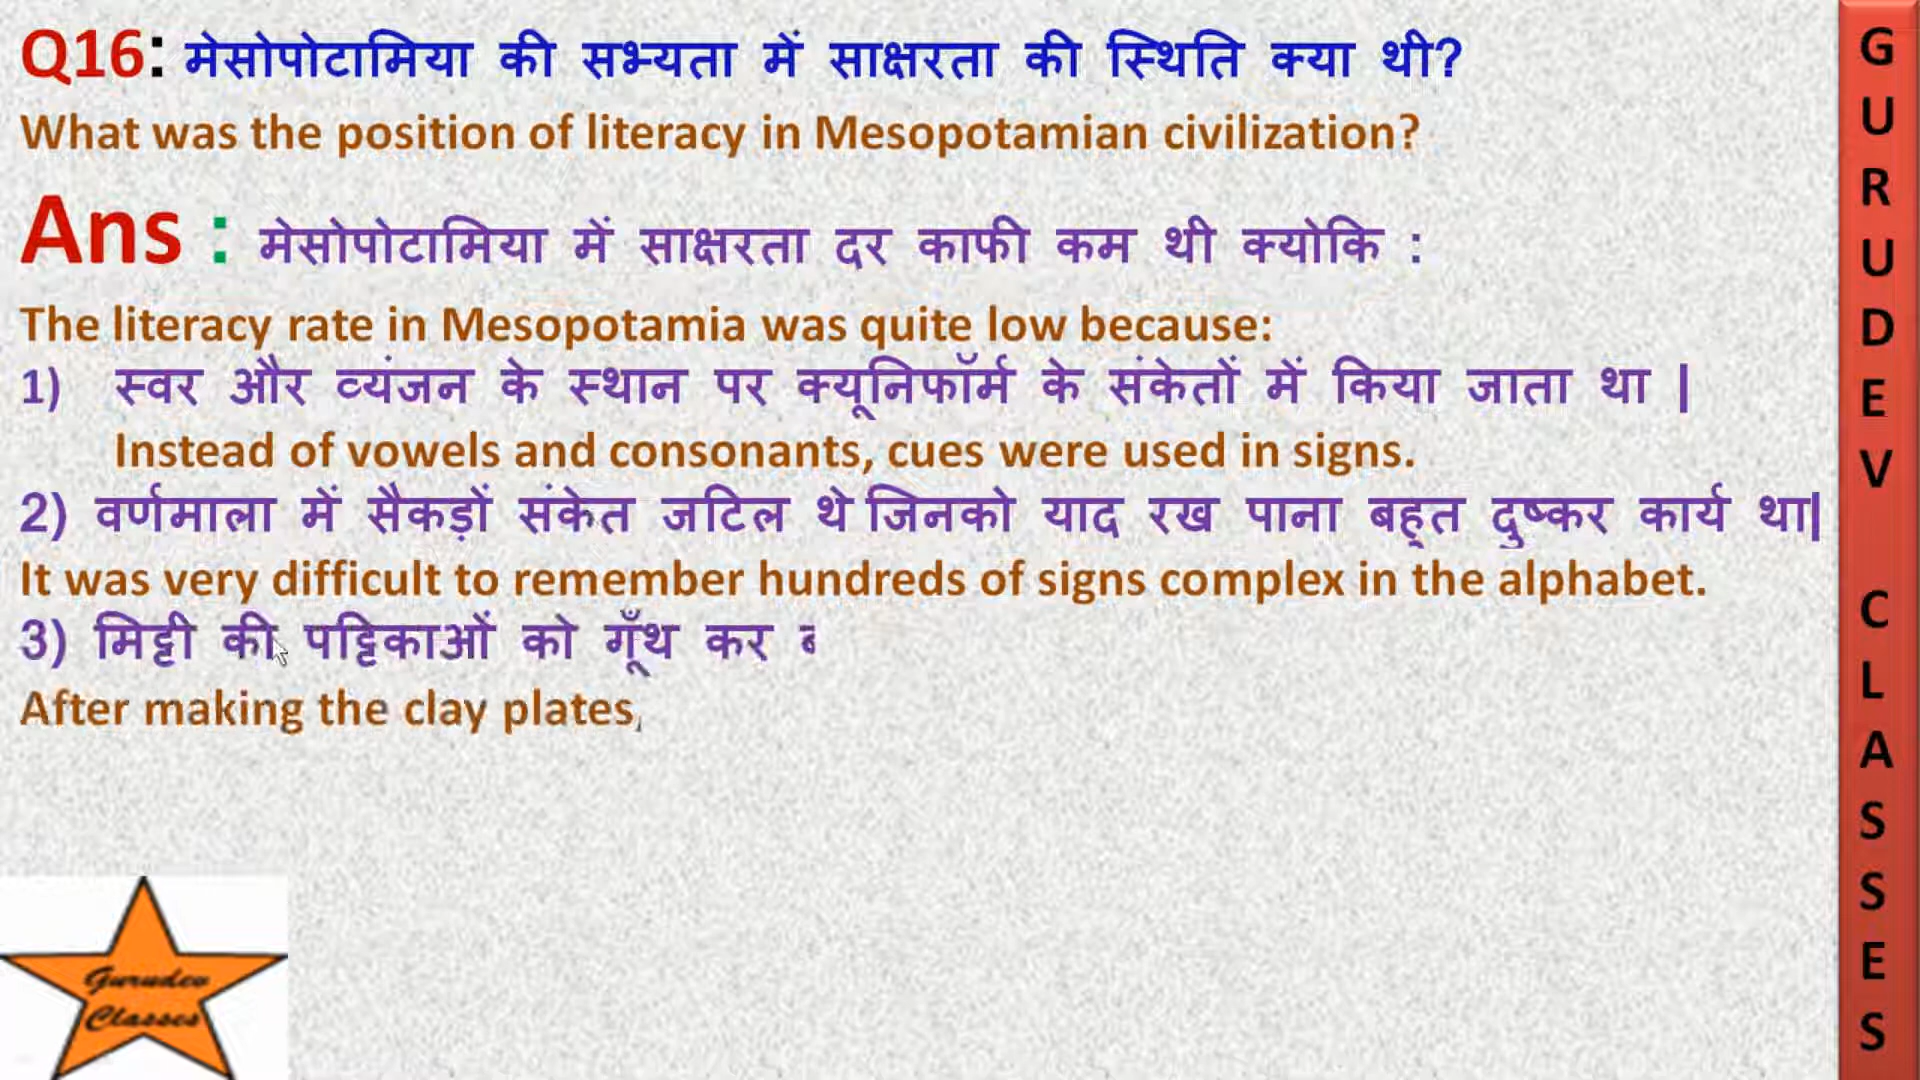 Q16: मेसोपोटामिया की सभ्यता में साक्षरता की स्थिति क्या थी?
What was the position of literacy in Mesopotamian civilization?
Ans : मेसोपोटामिया में साक्षरता दर काफी कम थी क्योकि :
The literacy rate in Mesopotamia was quite low because:
1) स्वर और व्यंजन के स्थान पर क्यूनिफॉर्म के संकेतों में किया जाता था |
Instead of vowels and consonants, cues were used in signs.
2) वर्णमाला में सैकड़ों संकेत जटिल थे जिनको याद रख पाना बहुत दुष्कर कार्य था|
It was very difficult to remember hundreds of signs complex in the alphabet.
3) मिट्टी की पट्टिकाओं को गूँथ कर
After making the clay plates,
Gurudev
Classes
GURUDEV CLASSES